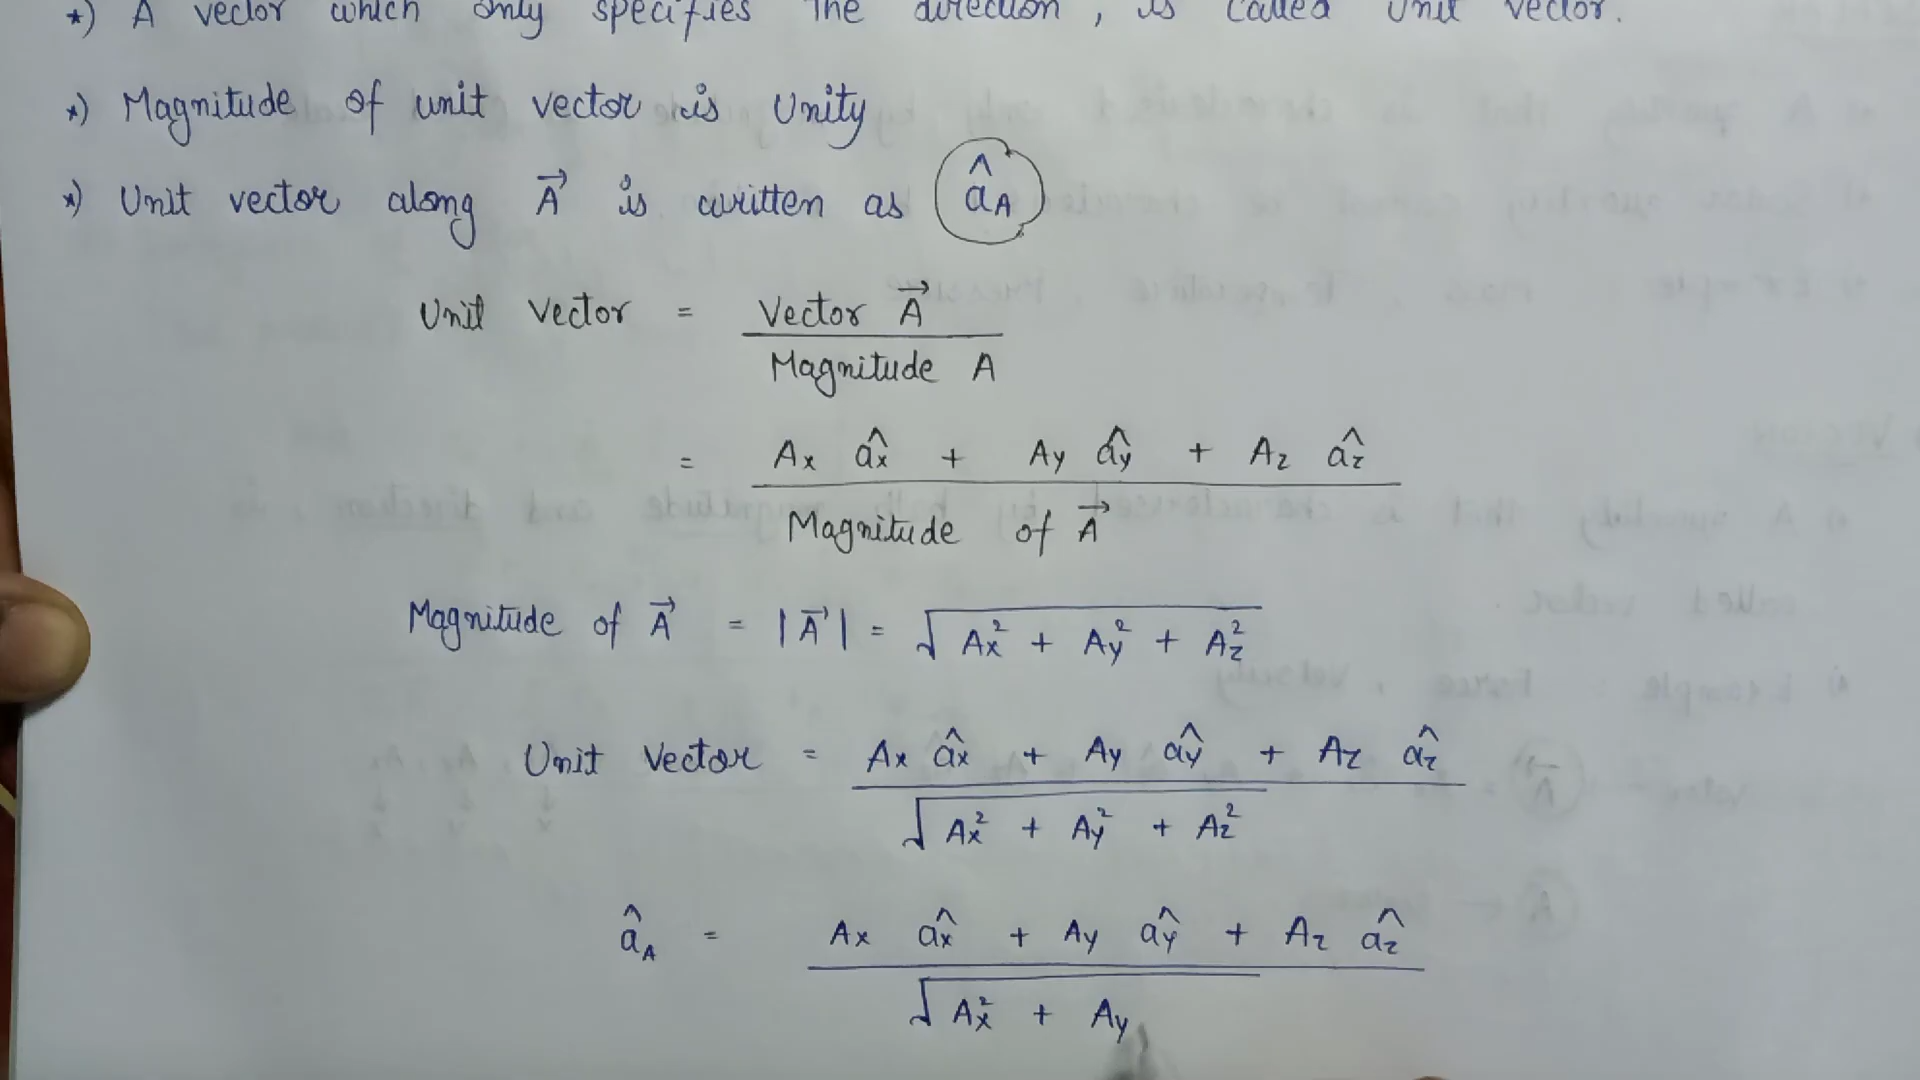 *) A vector which only specifies the direction, is called Unit vector.
*) Magnitude of unit vector is Unity
*) Unit vector along A⃗ is written as â_A
Unit Vector = Vector A⃗ / Magnitude A
= Ax âx + Ay ây + Az âz / Magnitude of A⃗
Magnitude of A⃗ = |A⃗| = √(Ax² + Ay² + Az²)
Unit Vector = Ax âx + Ay ây + Az âz / √(Ax² + Ay² + Az²)
â_A = Ax âx + Ay ây + Az âz / √(Ax² + Ay